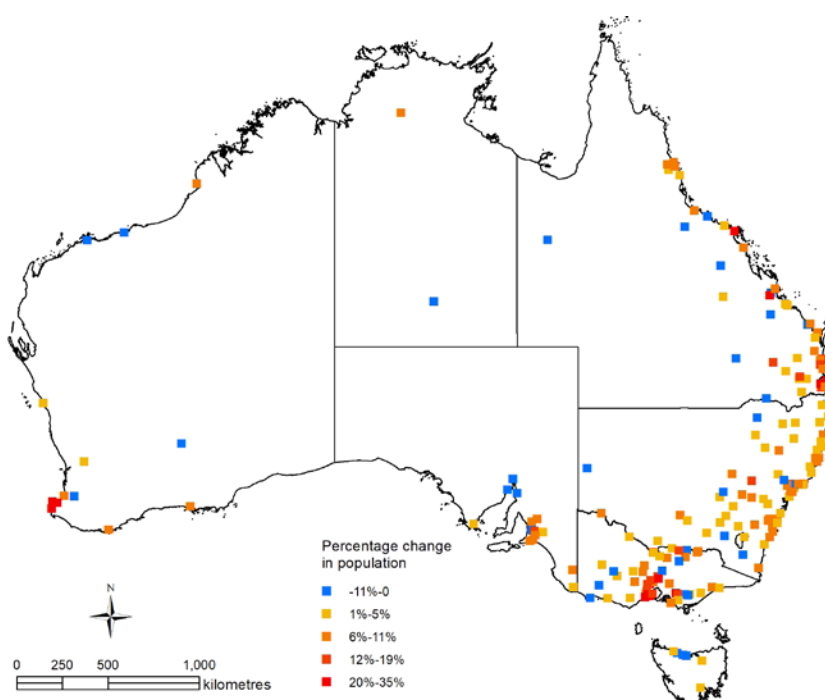 Percentage change
in population
-11%-0
1%-5%
6%-11%
12%-19%
20%-35%
N
0 250 500 1,000
kilometres